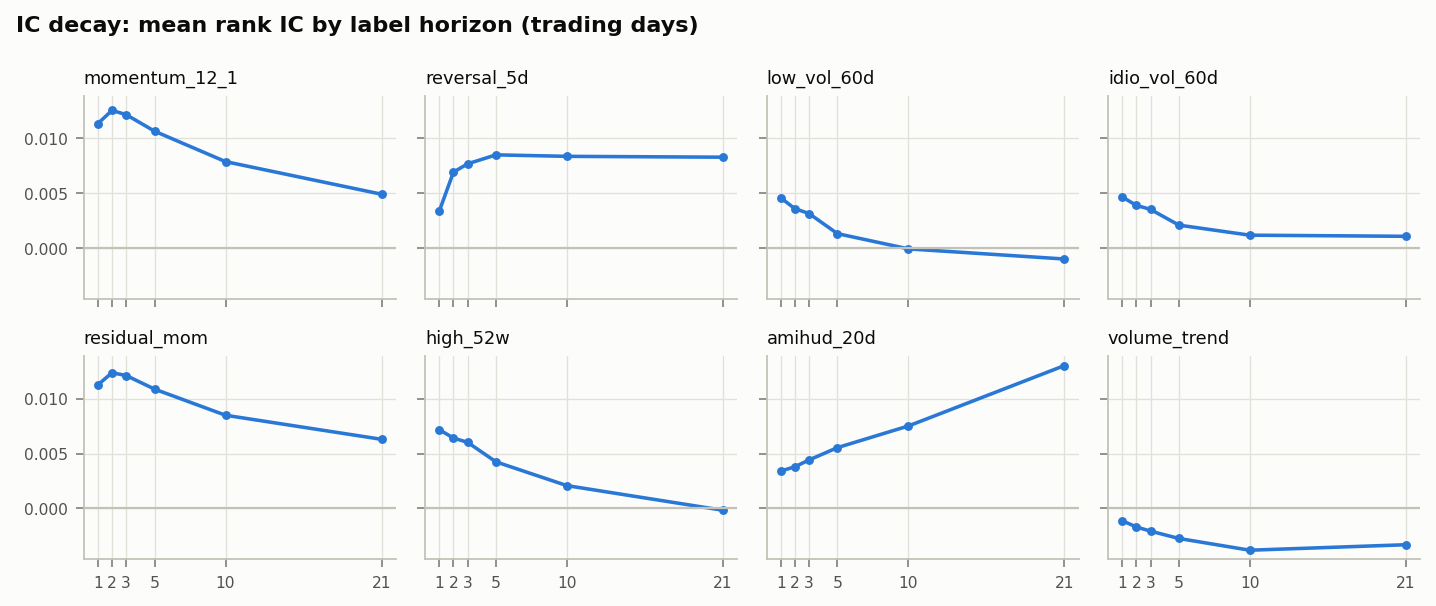 IC decay: mean rank IC by label horizon (trading days)
momentum_12_1 reversal_5d low_vol_60d idio_vol_60d
0.010
0.005
0.000
residual_mom high_52w amihud_20d volume_trend
0.010
0.005
0.000
1 2 3 5 10 21 1 2 3 5 10 21 1 2 3 5 10 21 1 2 3 5 10 21